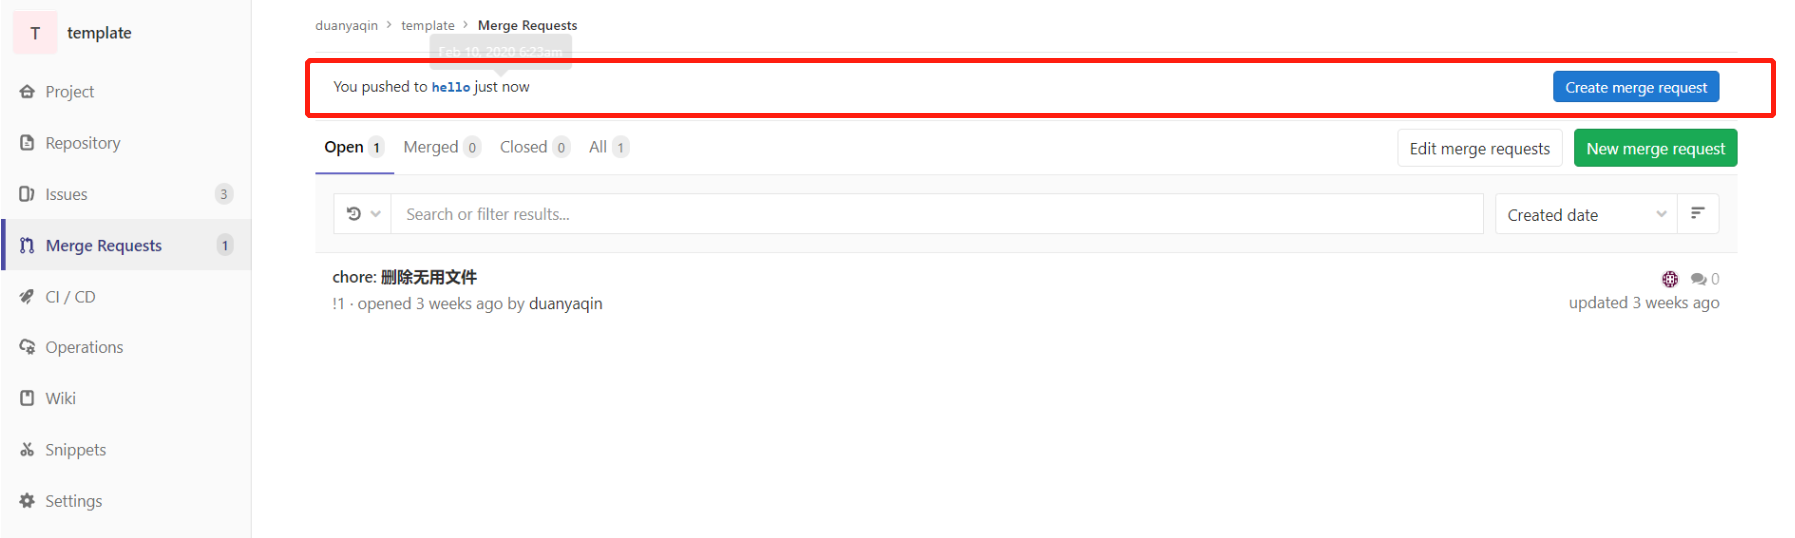 T template
Project
Repository
Issues 3
Merge Requests 1
CI / CD
Operations
Wiki
Snippets
Settings
duanyaqin > template > Merge Requests
Feb 10, 2020 6:23am
You pushed to hello just now
Create merge request
Open 1 Merged 0 Closed 0 All 1
Edit merge requests
New merge request
Search or filter results...
Created date
chore: 删除无用文件
0
!1 · opened 3 weeks ago by duanyaqin
updated 3 weeks ago